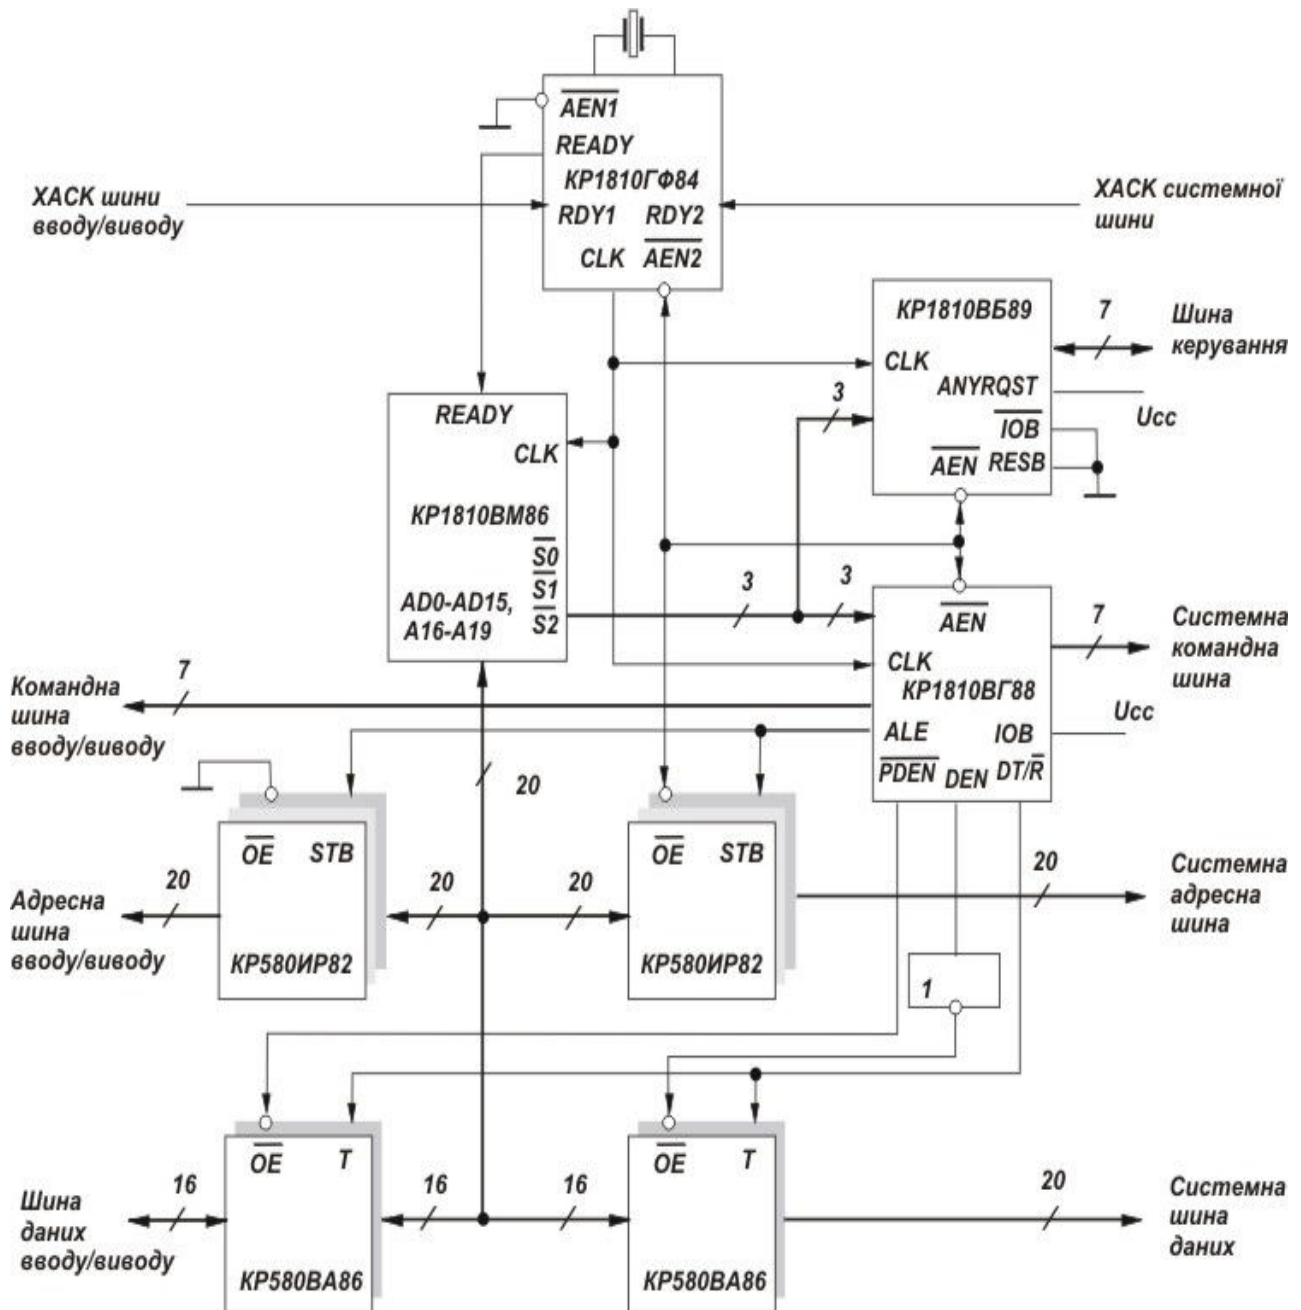 AEN1
READY
КР1810ГФ84
RDY1 RDY2
CLK AEN2
XACK шини
вводу/виводу
XACK системної
шини
КР1810ВБ89
CLK
ANYRQST
IOB
AEN RESB
7
Шина
керування
Ucc
3
READY
CLK
КР1810ВМ86
S0
S1
S2
AD0-AD15,
A16-A19
3
3
AEN
CLK
КР1810ВГ88
ALE IOB
PDEN DEN DT/R
7
Системна
командна
шина
Ucc
7
Командна
шина
вводу/виводу
20
OE STB
КР580ИР82
OE STB
КР580ИР82
20
Адресна
шина
вводу/виводу
20
20
20
Системна
адресна
шина
1
OE T
КР580ВА86
OE T
КР580ВА86
16
Шина
даних
вводу/виводу
16
16
20
Системна
шина
даних